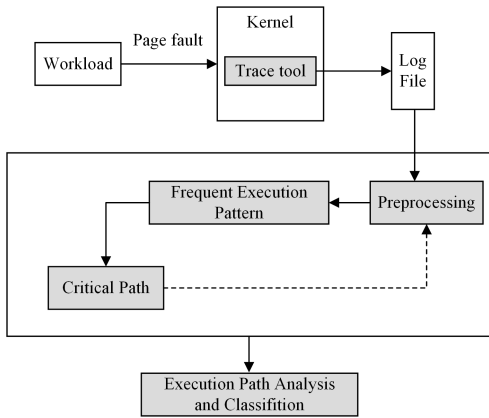 Kernel
Page fault
Workload
Trace tool
Log
File
Frequent Execution
Pattern
Preprocessing
Critical Path
Execution Path Analysis
and Classifition